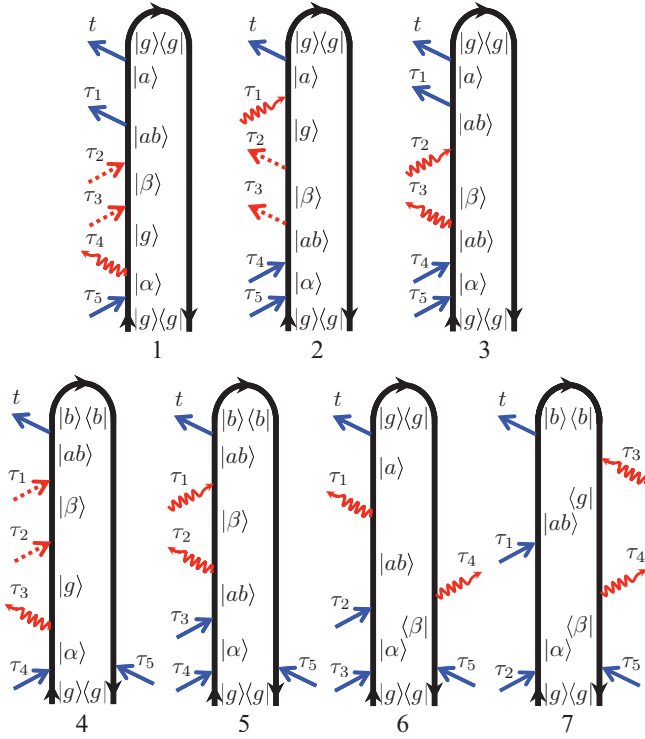 t |g⟩⟨g| t |g⟩⟨g| t |g⟩⟨g|
|a⟩ |a⟩ |a⟩
τ₁ τ₁ τ₁
|ab⟩ |g⟩ |ab⟩
τ₂ τ₂ τ₂
|β⟩ |β⟩ |β⟩
τ₃ τ₃ τ₃
|g⟩ |ab⟩ |ab⟩
τ₄ τ₄ τ₄
|α⟩ |α⟩ |α⟩
τ₅ τ₅ τ₅
|g⟩⟨g| |g⟩⟨g| |g⟩⟨g|
1 2 3
t |b⟩⟨b| t |b⟩⟨b| t |g⟩⟨g| t |b⟩⟨b|
|ab⟩ |ab⟩ |a⟩ τ₃
τ₁ τ₁ τ₁ ⟨g|
|β⟩ |β⟩ |ab⟩
τ₂ τ₂ |ab⟩ τ₄ τ₁ τ₄
|g⟩ |ab⟩ τ₂
τ₃ τ₃ ⟨β| ⟨β|
|α⟩ |α⟩ |α⟩ |α⟩
τ₄ τ₅ τ₄ τ₅ τ₃ τ₅ τ₂ τ₅
|g⟩⟨g| |g⟩⟨g| |g⟩⟨g| |g⟩⟨g|
4 5 6 7